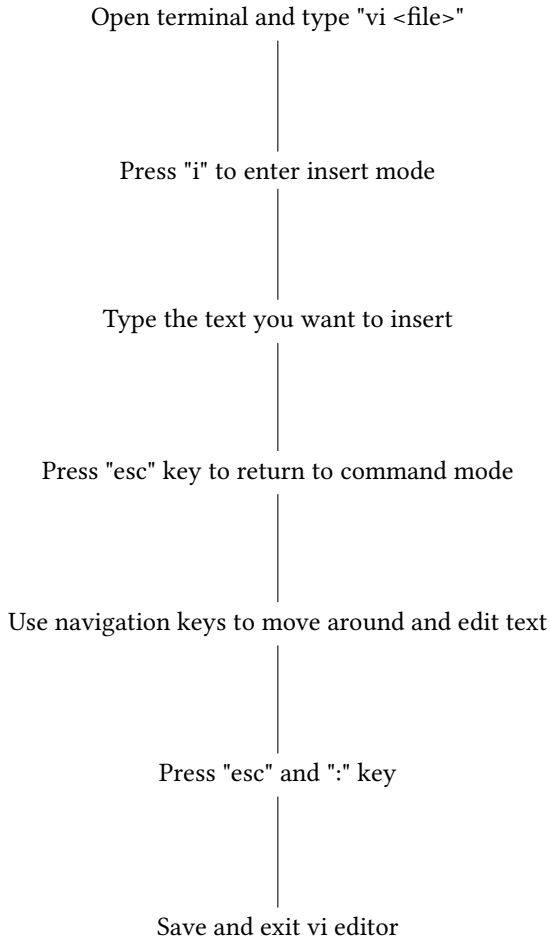 Open terminal and type "vi <file>"
Press "i" to enter insert mode
Type the text you want to insert
Press "esc" key to return to command mode
Use navigation keys to move around and edit text
Press "esc" and ":" key
Save and exit vi editor